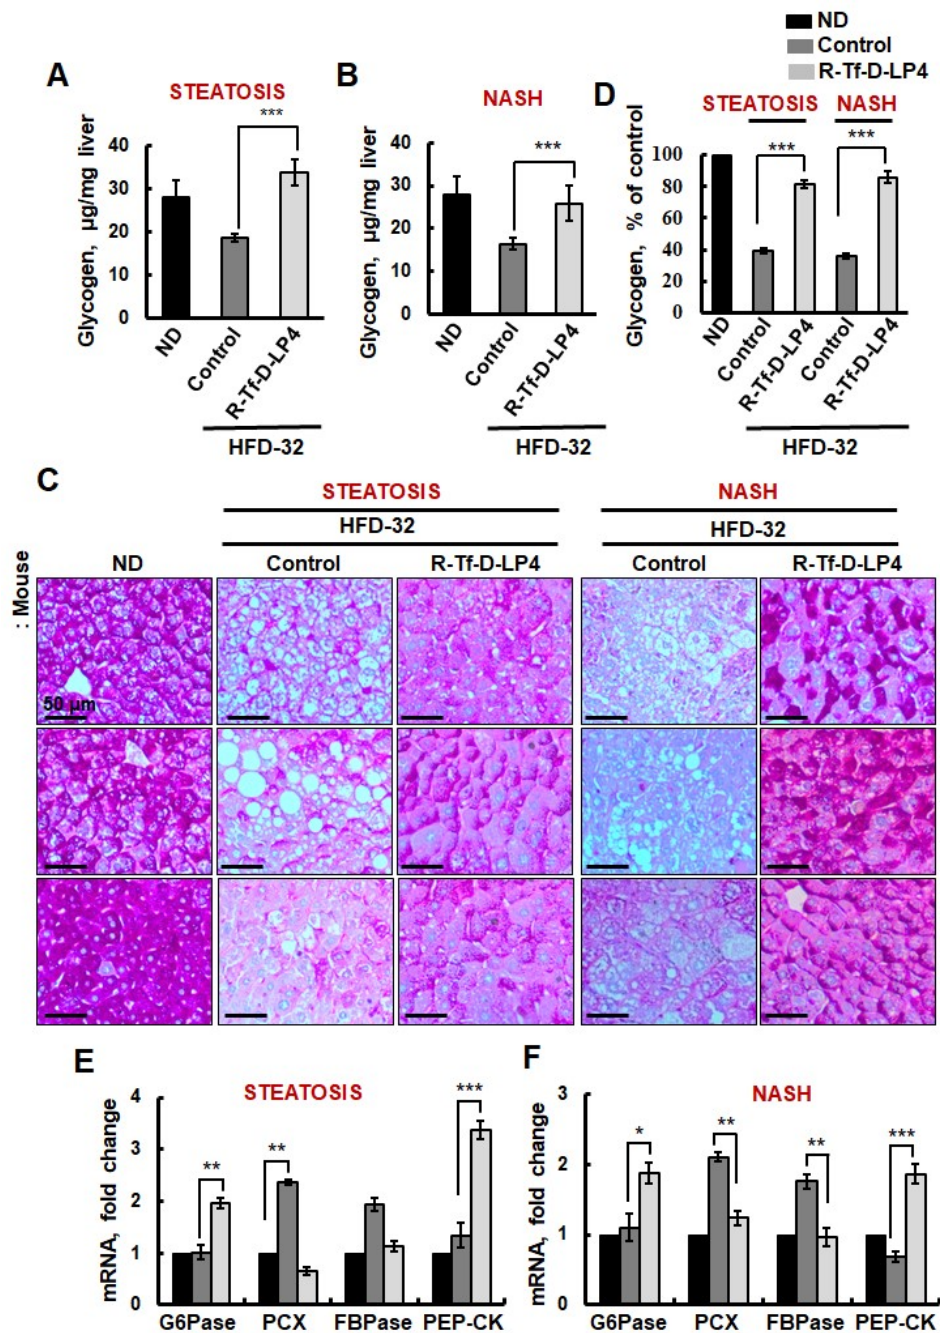 ND
Control
R-Tf-D-LP4
A
STEATOSIS
***
Glycogen, µg/mg liver
40
30
20
10
0
ND
Control
R-Tf-D-LP4
HFD-32
B
NASH
***
Glycogen, µg/mg liver
40
30
20
10
0
ND
Control
R-Tf-D-LP4
HFD-32
D
STEATOSIS NASH
*** ***
Glycogen, % of control
100
80
60
40
20
0
ND
Control
R-Tf-D-LP4
Control
R-Tf-D-LP4
HFD-32
C
STEATOSIS NASH
HFD-32 HFD-32
: Mouse
ND Control R-Tf-D-LP4 Control R-Tf-D-LP4
50 µm
E
STEATOSIS
mRNA, fold change
4
3
2
1
0
** ** ***
G6Pase PCX FBPase PEP-CK
F
NASH
mRNA, fold change
3
2
1
0
* ** ** ***
G6Pase PCX FBPase PEP-CK